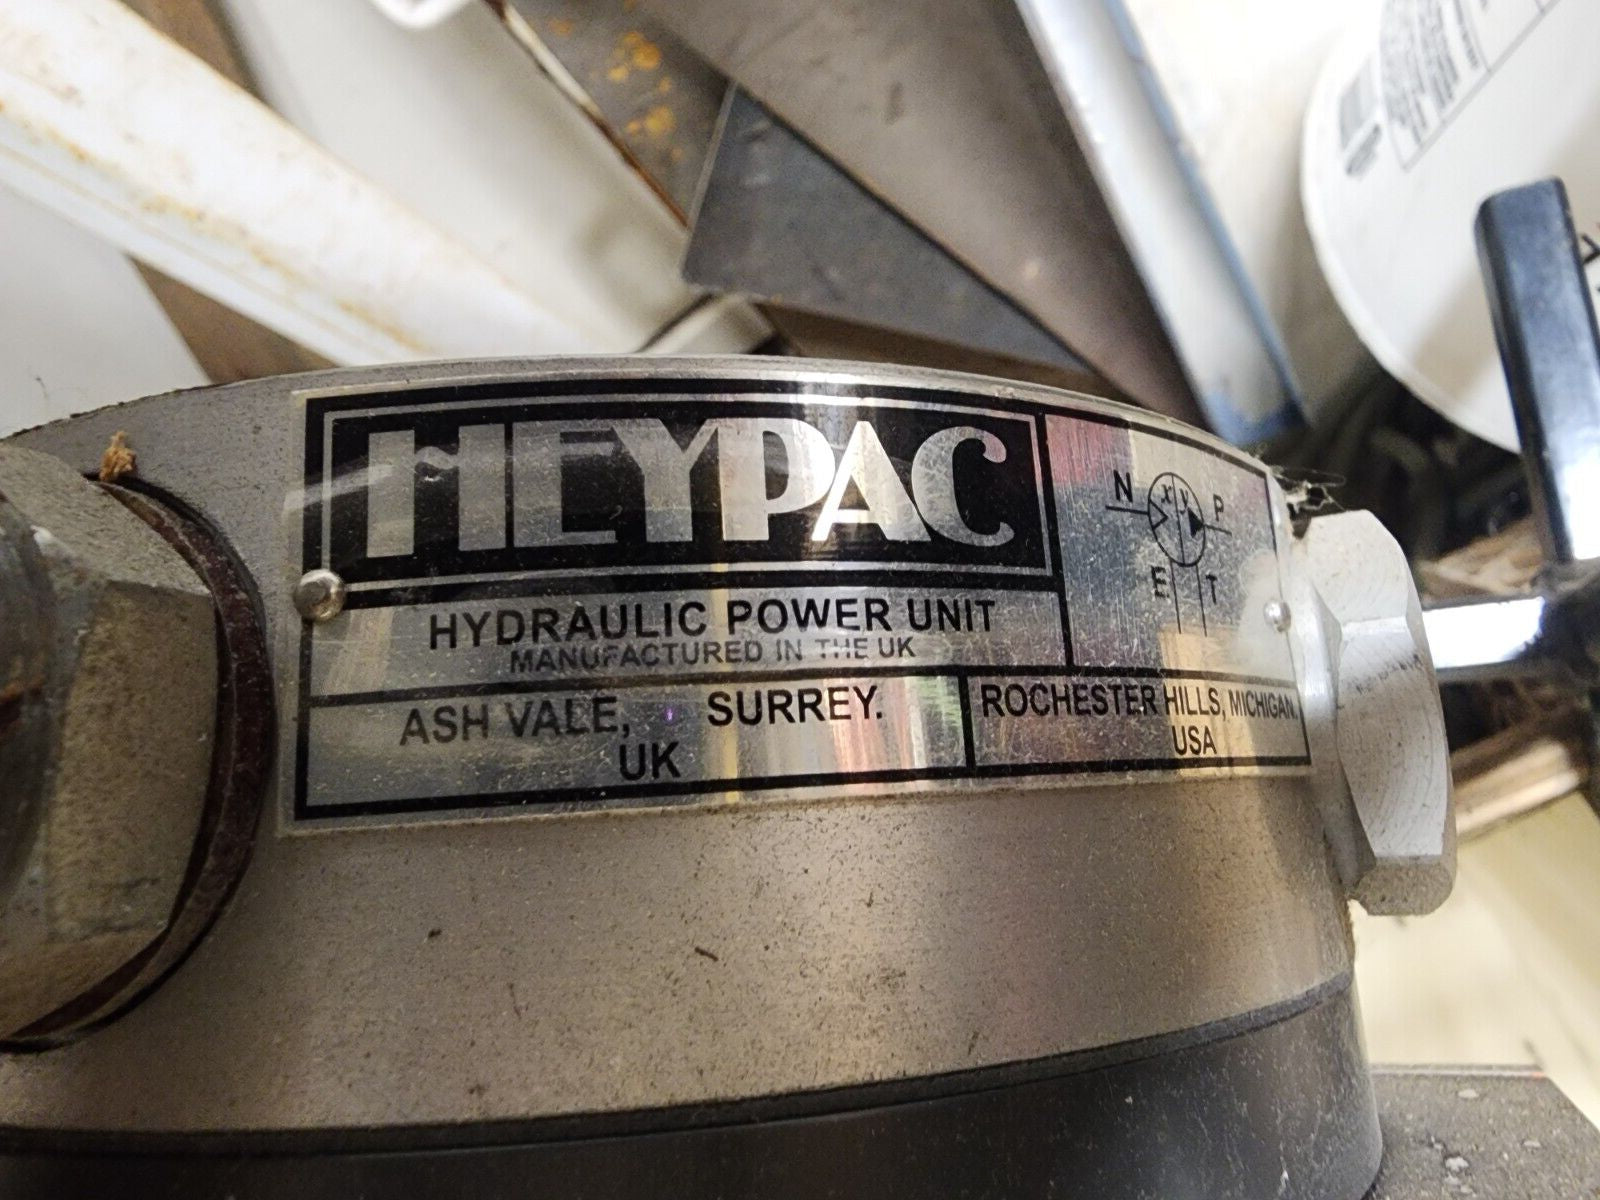 HEYPAC
HYDRAULIC POWER UNIT
MANUFACTURED IN THE UK
ASH VALE, SURREY.
UK
N x y P
E T
ROCHESTER HILLS, MICHIGAN.
USA